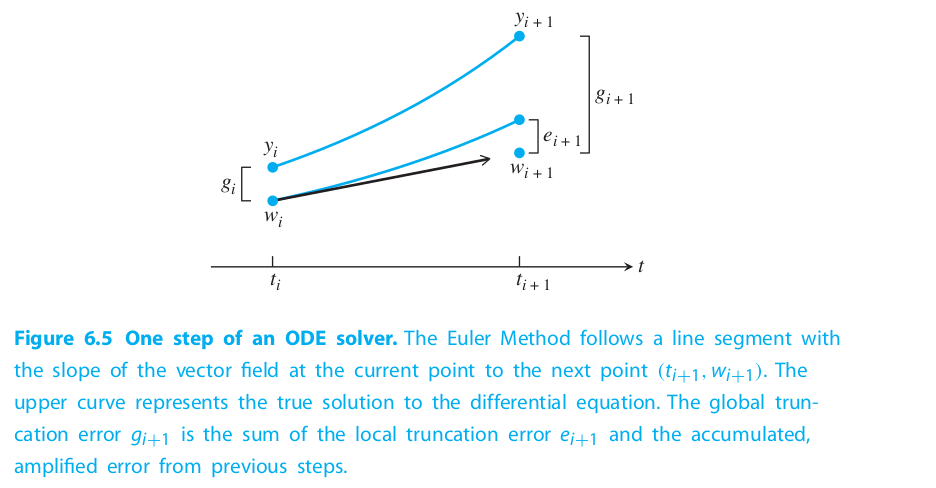 y_{i + 1}
g_{i + 1}
e_{i + 1}
y_i
w_{i + 1}
g_i
w_i
t
t_i
t_{i + 1}
Figure 6.5 One step of an ODE solver. The Euler Method follows a line segment with
the slope of the vector field at the current point to the next point (t_{i+1}, w_{i+1}). The
upper curve represents the true solution to the differential equation. The global trun-
cation error g_{i+1} is the sum of the local truncation error e_{i+1} and the accumulated,
amplified error from previous steps.